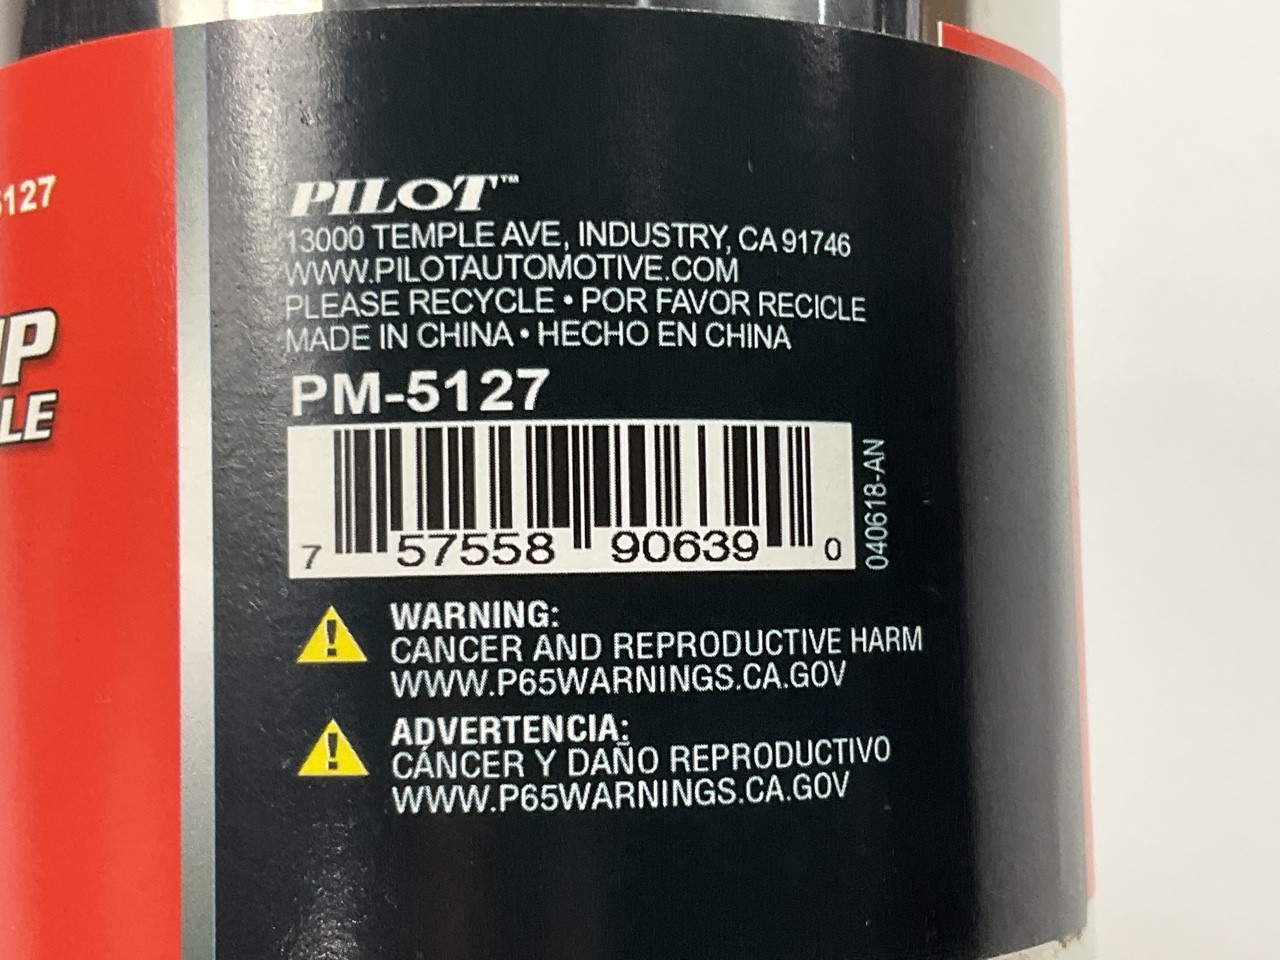 5127
IP
LE
PILOT™
13000 TEMPLE AVE, INDUSTRY, CA 91746
WWW.PILOTAUTOMOTIVE.COM
PLEASE RECYCLE • POR FAVOR RECICLE
MADE IN CHINA • HECHO EN CHINA
PM-5127
7 57558 90639 0
040618-AN
WARNING:
CANCER AND REPRODUCTIVE HARM
WWW.P65WARNINGS.CA.GOV
ADVERTENCIA:
CÁNCER Y DAÑO REPRODUCTIVO
WWW.P65WARNINGS.CA.GOV